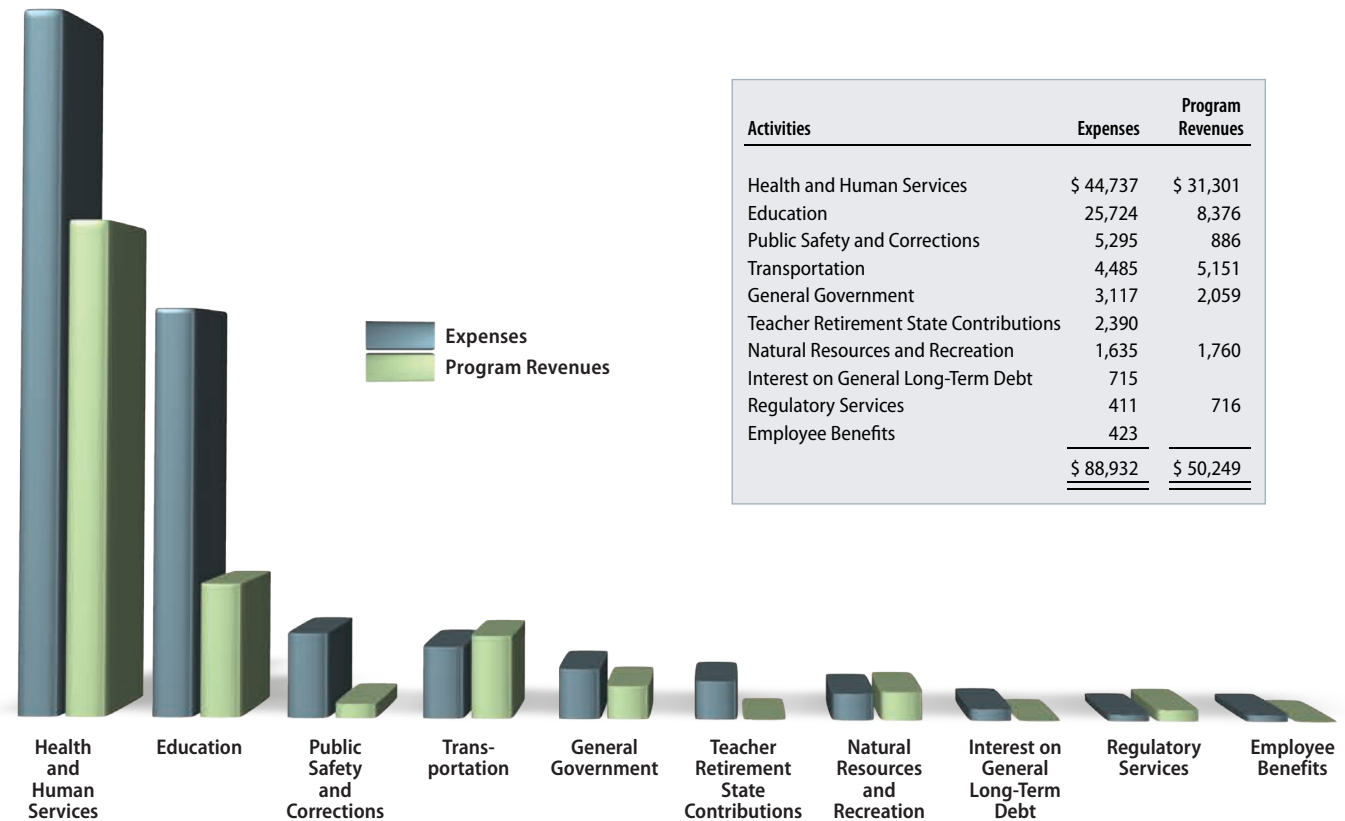 Program
Activities Expenses Revenues
Health and Human Services $ 44,737 $ 31,301
Education 25,724 8,376
Public Safety and Corrections 5,295 886
Transportation 4,485 5,151
General Government 3,117 2,059
Teacher Retirement State Contributions 2,390
Natural Resources and Recreation 1,635 1,760
Interest on General Long-Term Debt 715
Regulatory Services 411 716
Employee Benefits 423
$ 88,932 $ 50,249
Expenses
Program Revenues
Health
and
Human
Services
Education
Public
Safety
and
Corrections
Trans-
portation
General
Government
Teacher
Retirement
State
Contributions
Natural
Resources
and
Recreation
Interest on
General
Long-Term
Debt
Regulatory
Services
Employee
Benefits